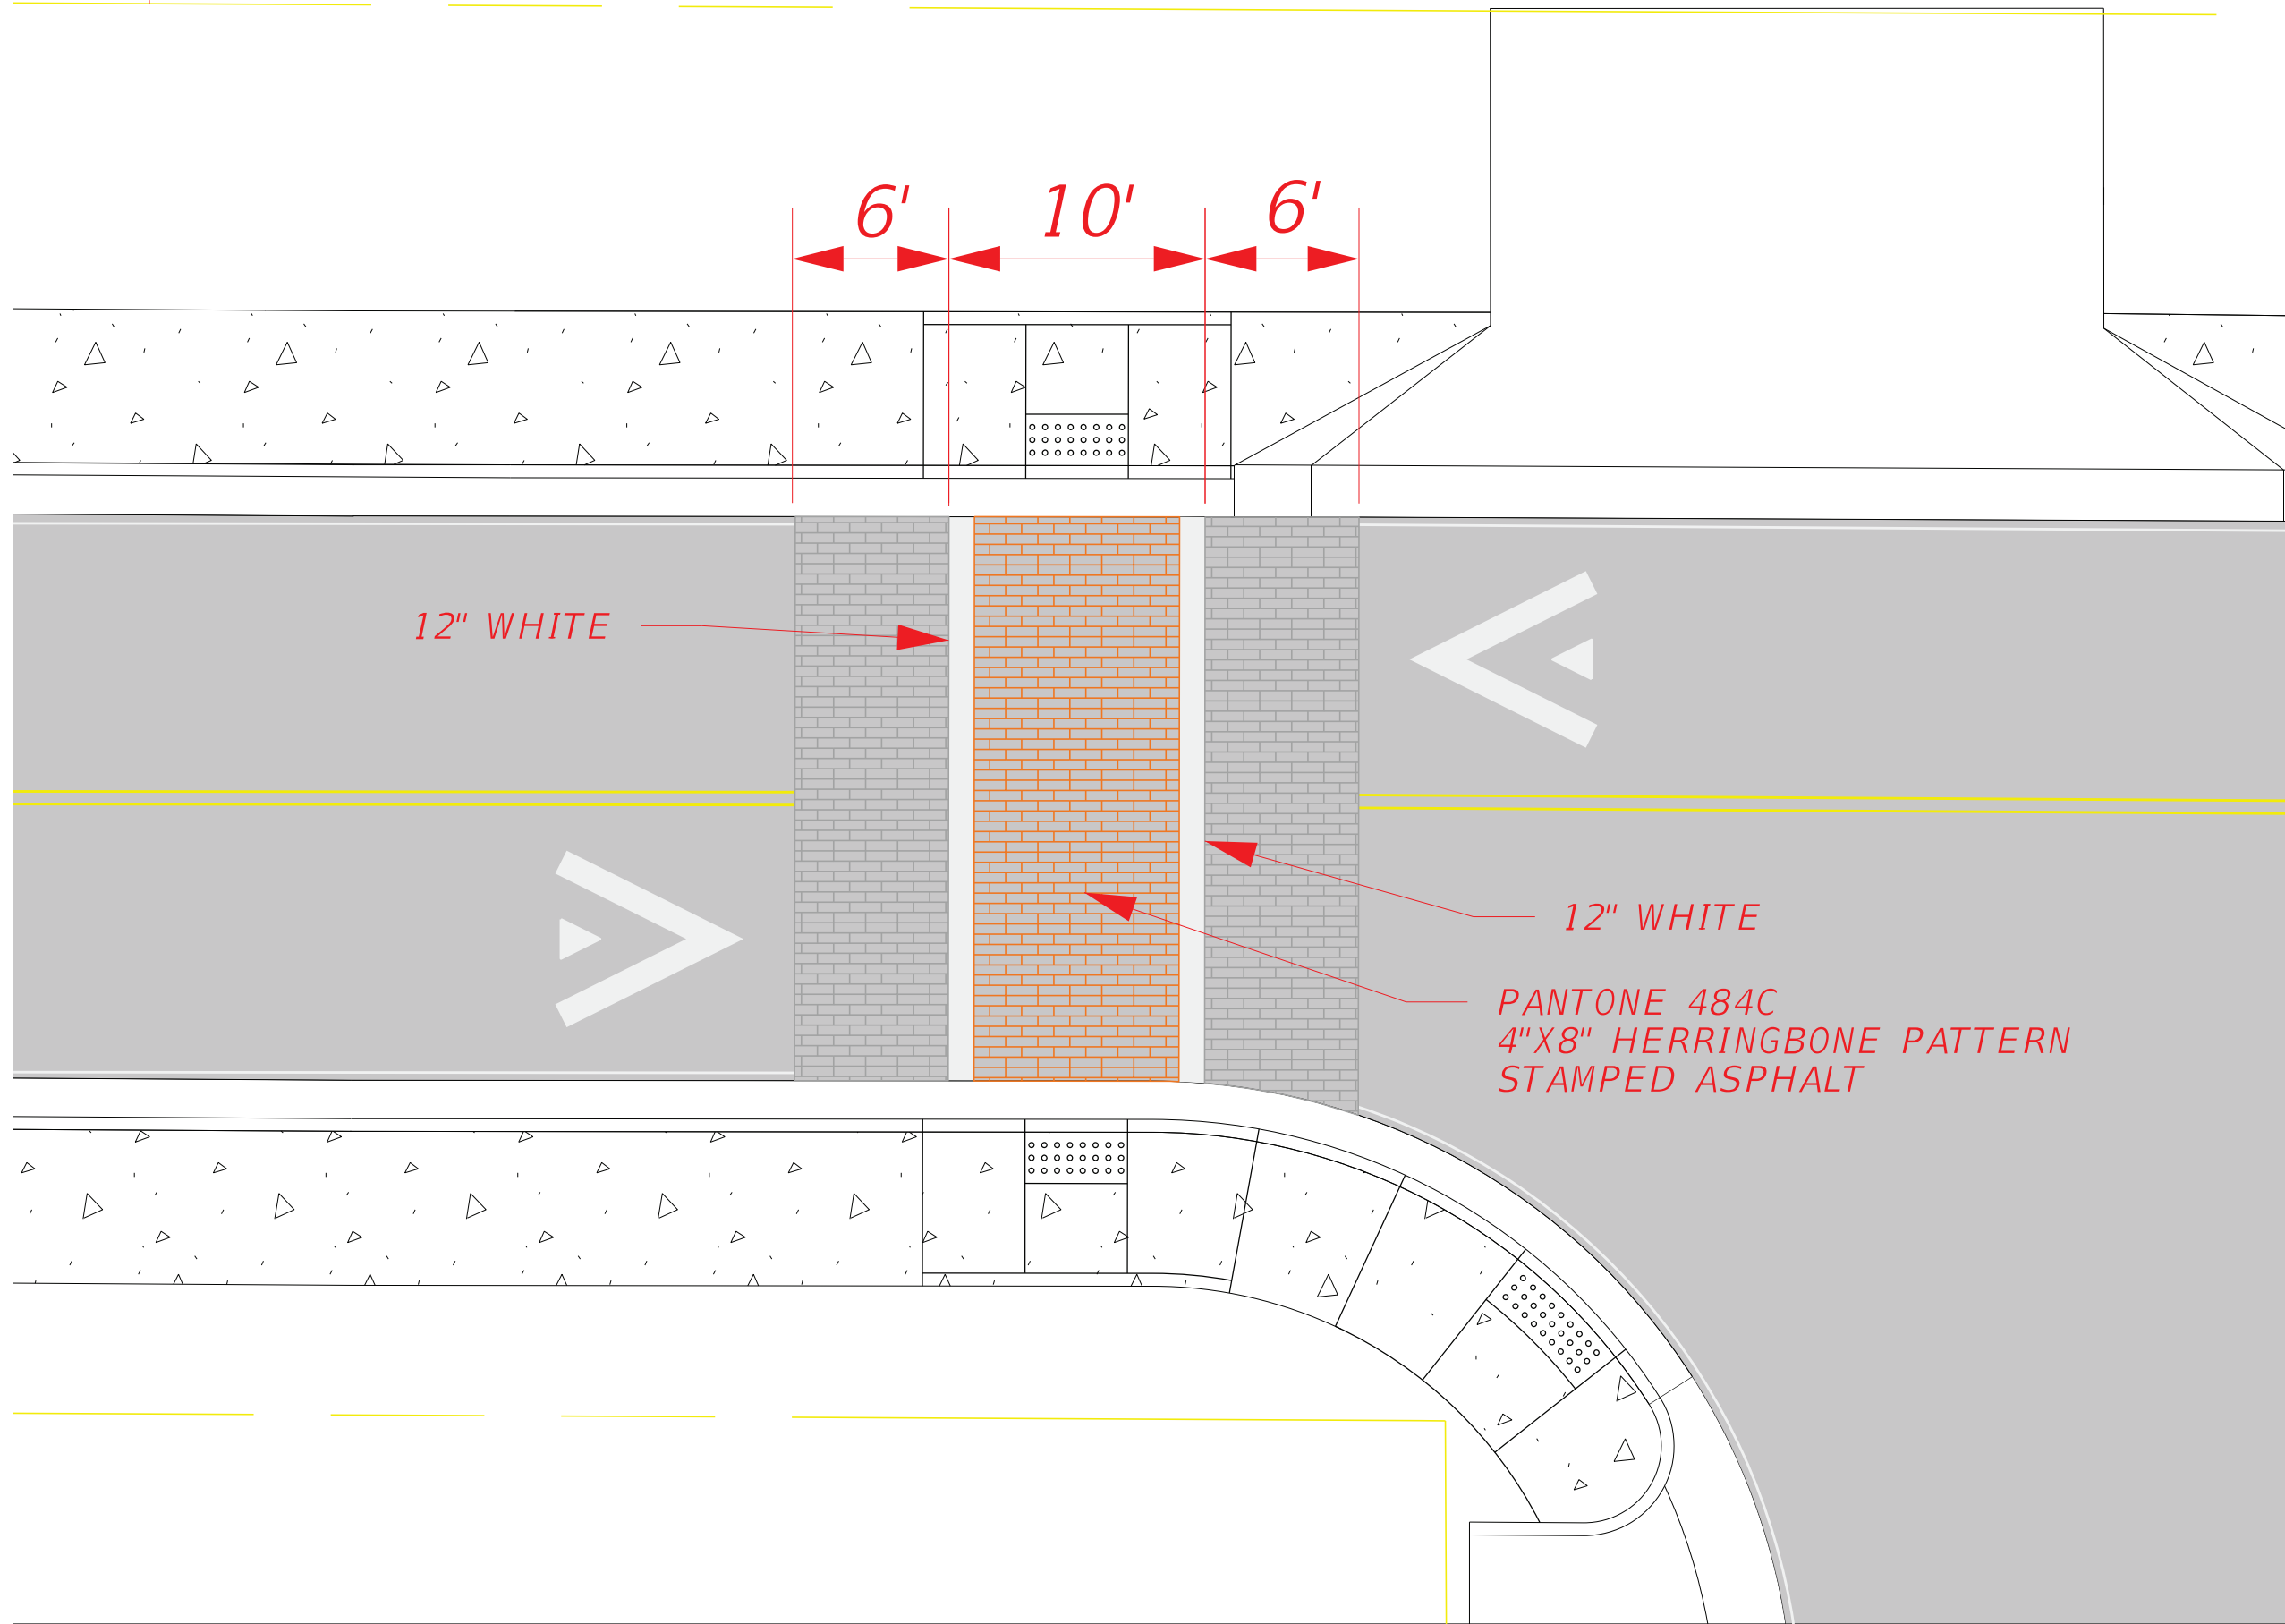 6' 10' 6'
12" WHITE
12" WHITE
PANTONE 484C
4"X8" HERRINGBONE PATTERN
STAMPED ASPHALT